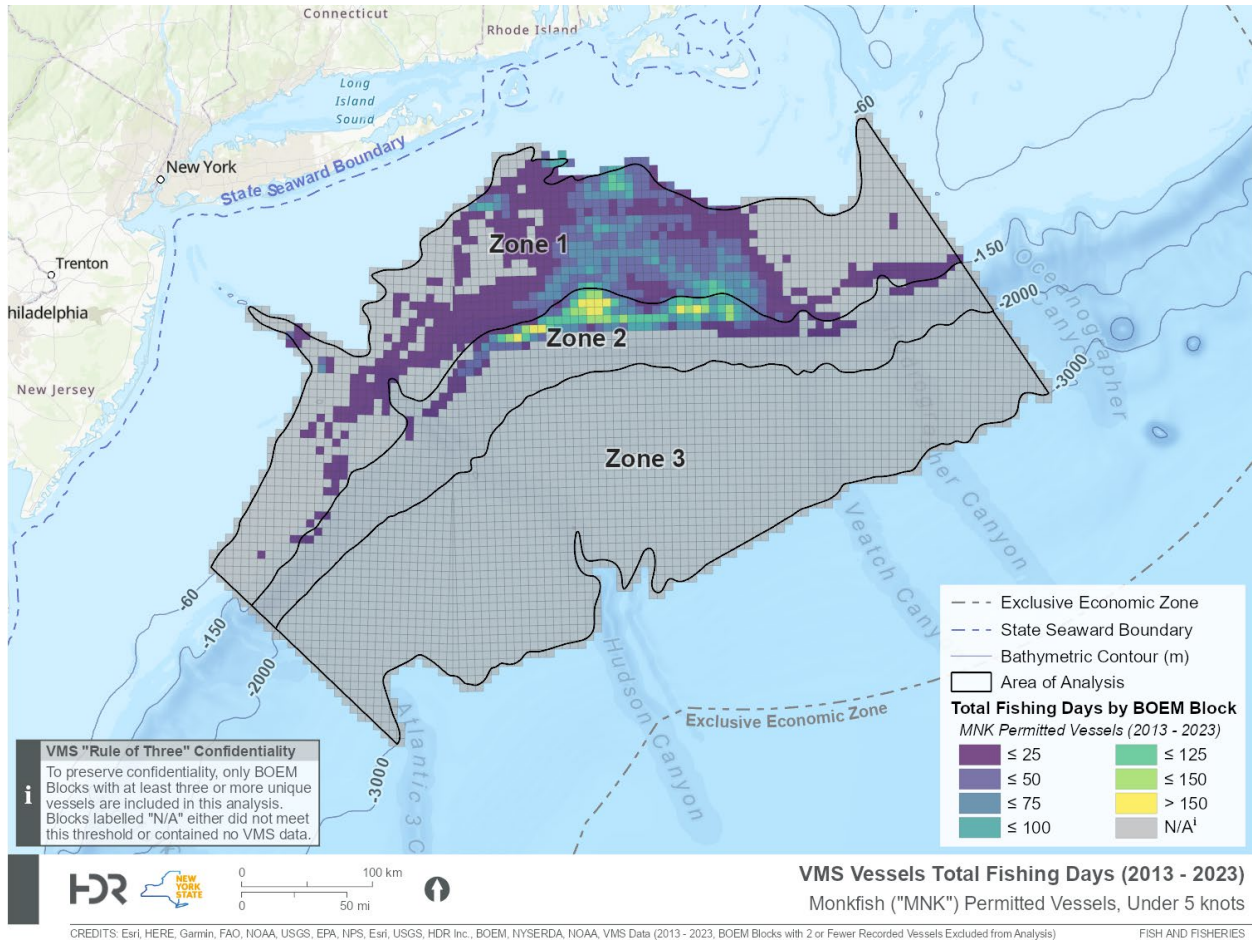 Connecticut
Rhode Island
Long
Island
Sound
New York
State Seaward Boundary
-60
Zone 1
-150
Oceanographer
Canyon
Trenton
hiladelphia
-2000
Zone 2
New Jersey
-3000
Zone 3
her Canyon
Veatch Cany
-60
-150
-2000
Hudson Canyon
Exclusive Economic Zone
Atlantic 3 C
-3000
Exclusive Economic Zone
State Seaward Boundary
Bathymetric Contour (m)
Area of Analysis
Total Fishing Days by BOEM Block
MNK Permitted Vessels (2013 - 2023)
≤ 25
≤ 50
≤ 75
≤ 100
≤ 125
≤ 150
> 150
N/Aⁱ
VMS "Rule of Three" Confidentiality
i
To preserve confidentiality, only BOEM
Blocks with at least three or more unique
vessels are included in this analysis.
Blocks labelled "N/A" either did not meet
this threshold or contained no VMS data.
HDR
NEW
YORK
STATE
0 100 km
0 50 mi
VMS Vessels Total Fishing Days (2013 - 2023)
Monkfish ("MNK") Permitted Vessels, Under 5 knots
CREDITS: Esri, HERE, Garmin, FAO, NOAA, USGS, EPA, NPS, Esri, USGS, HDR Inc., BOEM, NYSERDA, NOAA, VMS Data (2013 - 2023, BOEM Blocks with 2 or Fewer Recorded Vessels Excluded from Analysis)
FISH AND FISHERIES